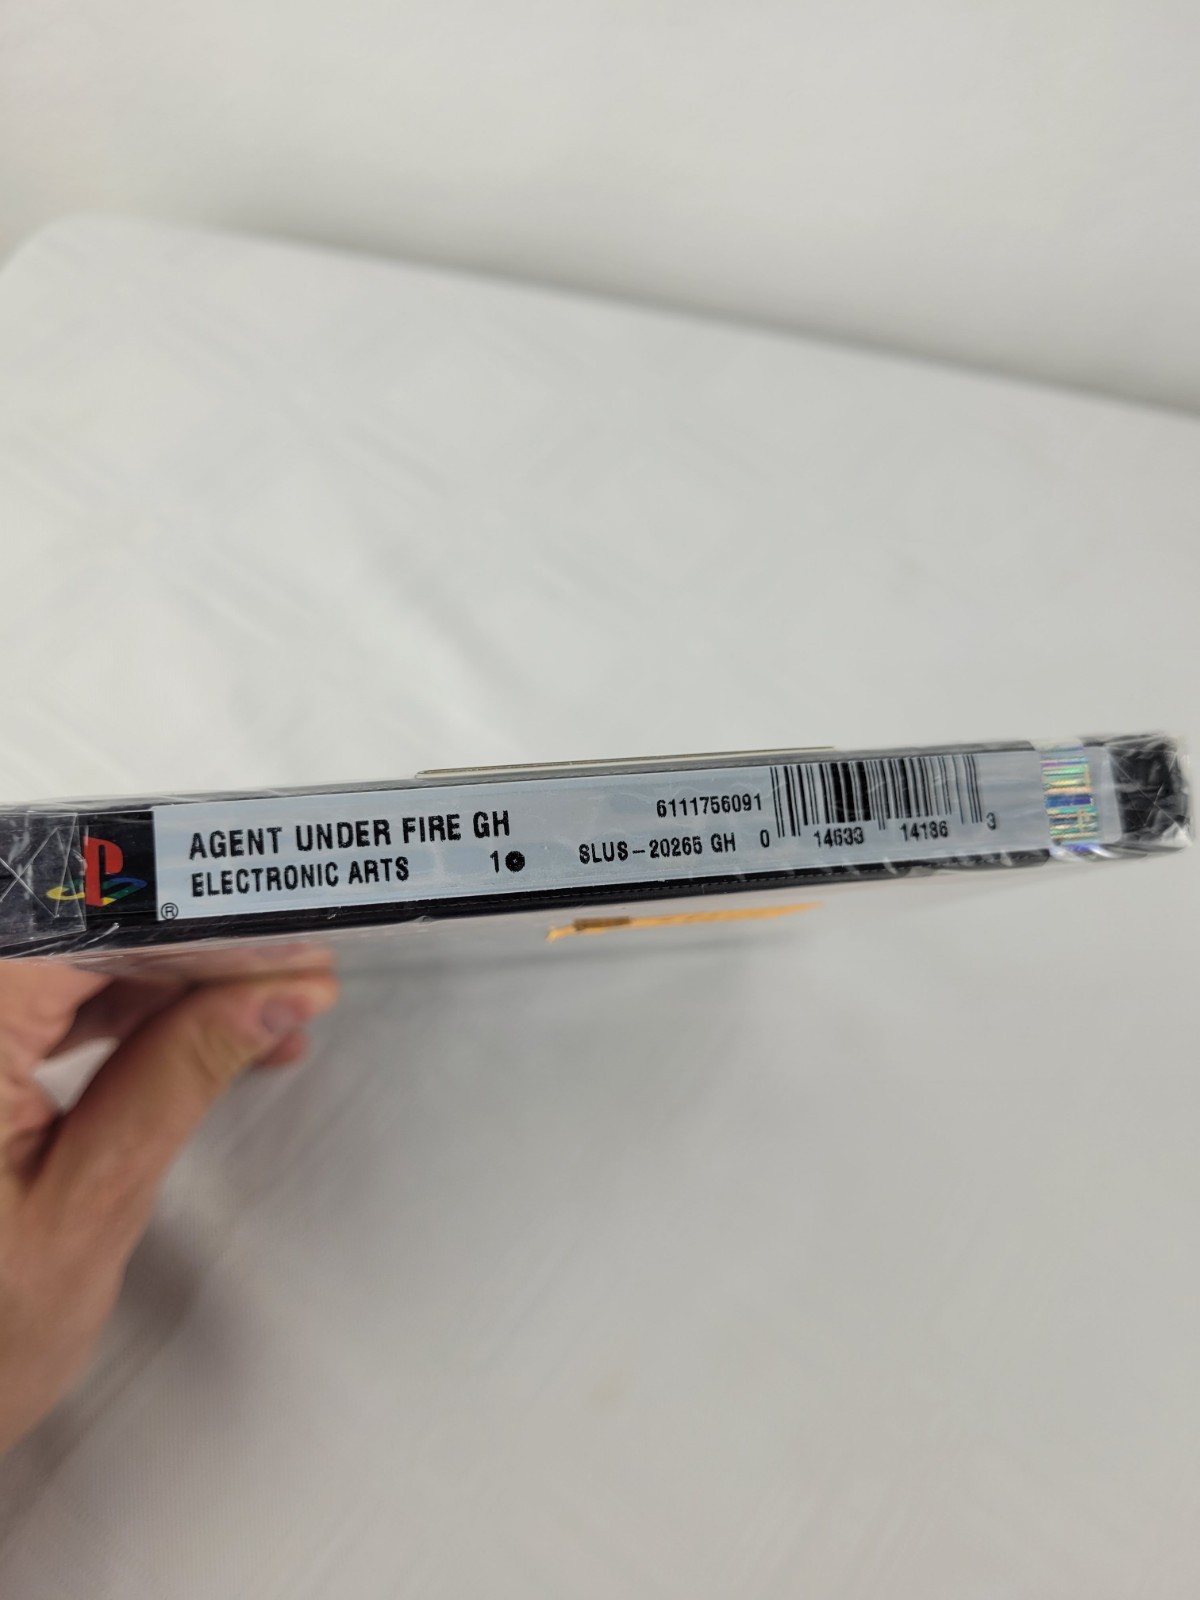 AGENT UNDER FIRE GH
ELECTRONIC ARTS 1
6111756091
SLUS-20265 GH
0 14633 14186 3
®